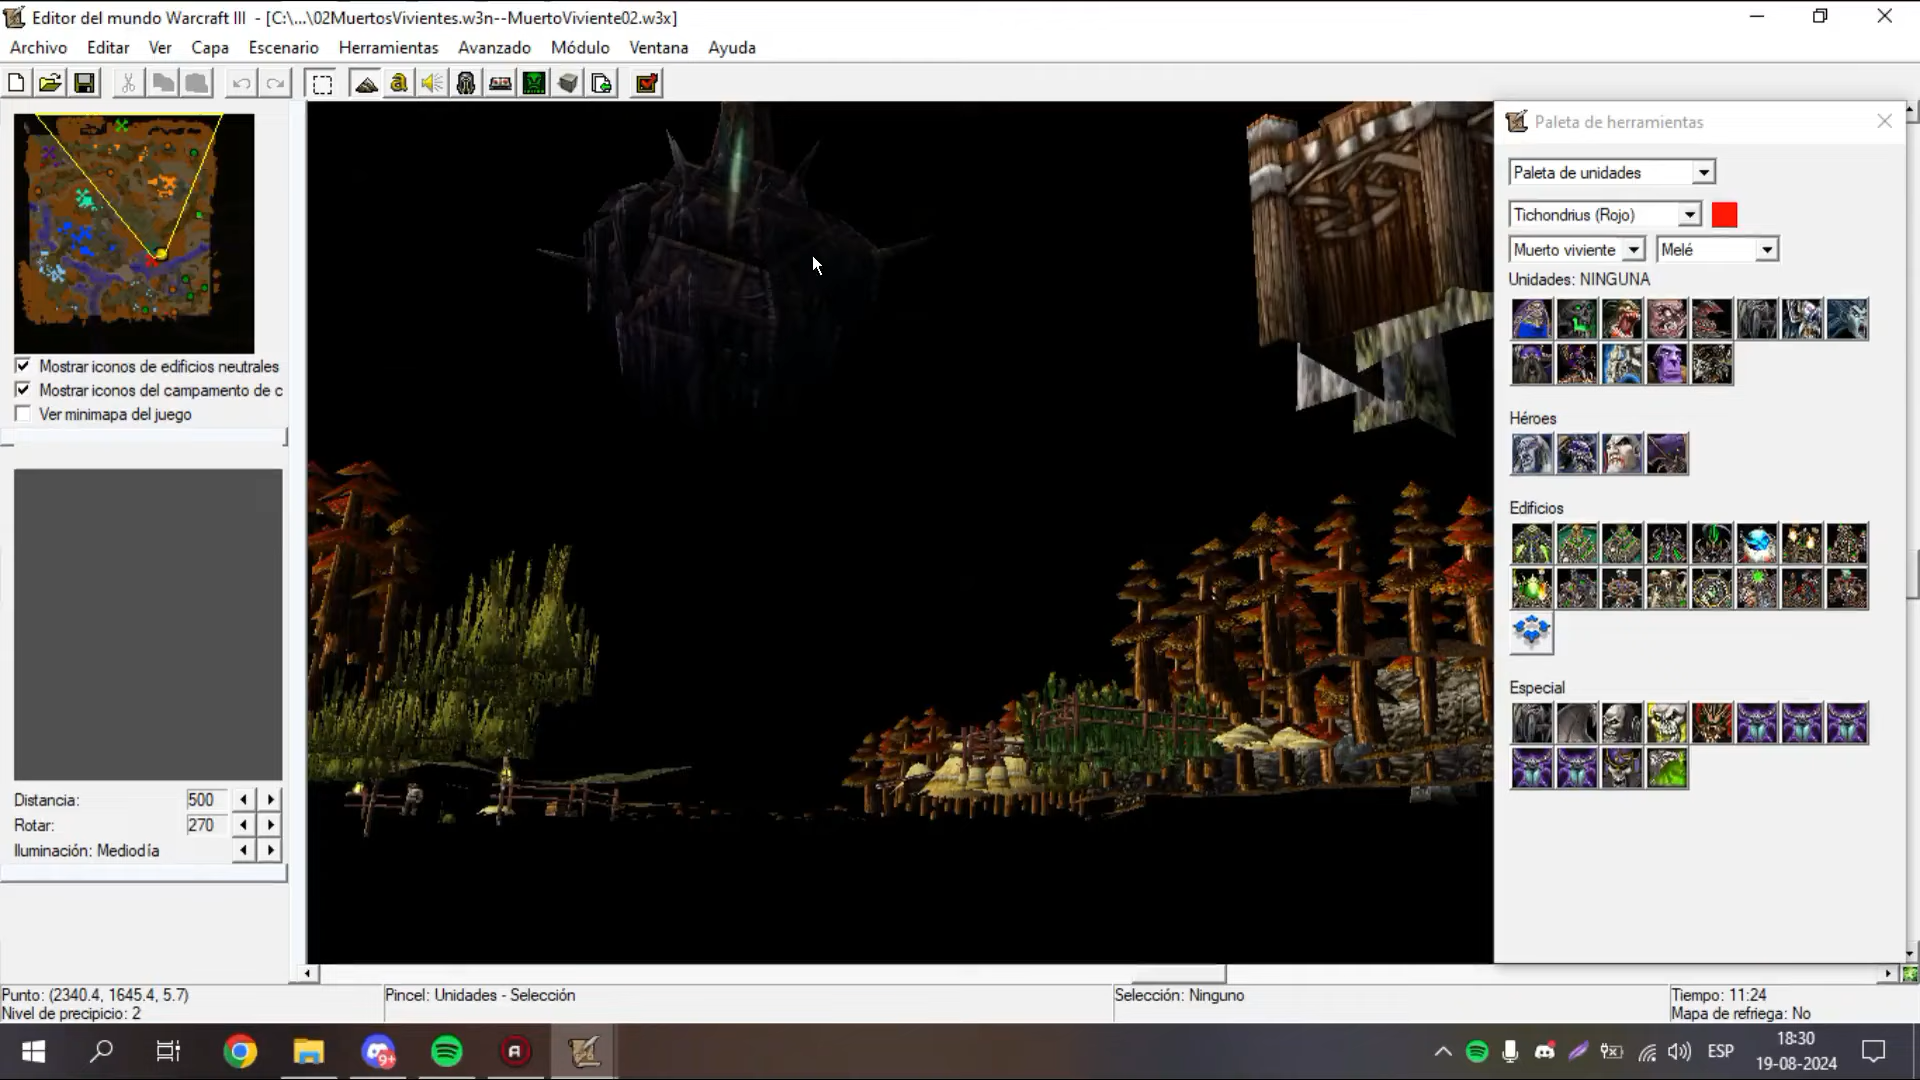 Editor del mundo Warcraft III - [C:\...\02MuertosVivientes.w3n--MuertoViviente02.w3x]
Archivo Editar Ver Capa Escenario Herramientas Avanzado Módulo Ventana Ayuda
Paleta de herramientas
Paleta de unidades
Tichondrius (Rojo)
Muerto viviente Melé
Unidades: NINGUNA
Héroes
Edificios
Especial
Mostrar iconos de edificios neutrales
Mostrar iconos del campamento de c
Ver minimapa del juego
Distancia: 500
Rotar: 270
Iluminación: Mediodía
Punto: (2340.4, 1645.4, 5.7)
Nivel de precipicio: 2
Pincel: Unidades - Selección
Selección: Ninguno
Tiempo: 11:24
Mapa de refriega: No
9+
ESP
18:30
19-08-2024